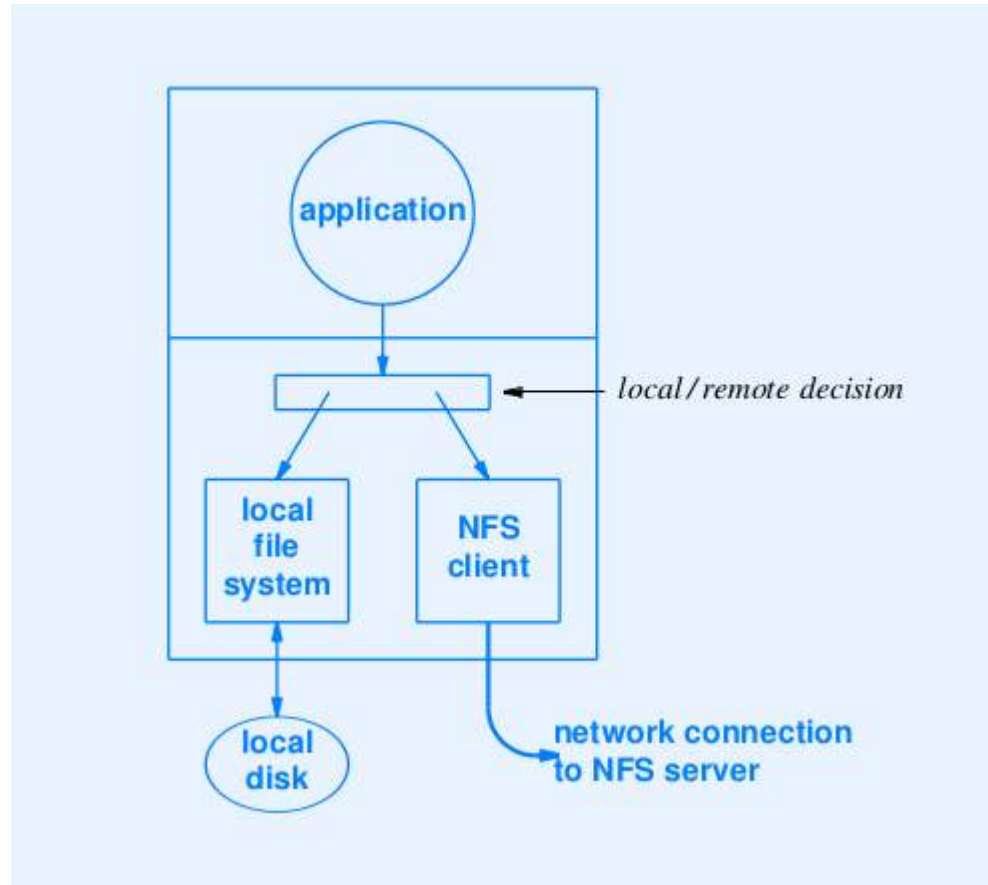 application
local / remote decision
local
file
system
NFS
client
local
disk
network connection
to NFS server